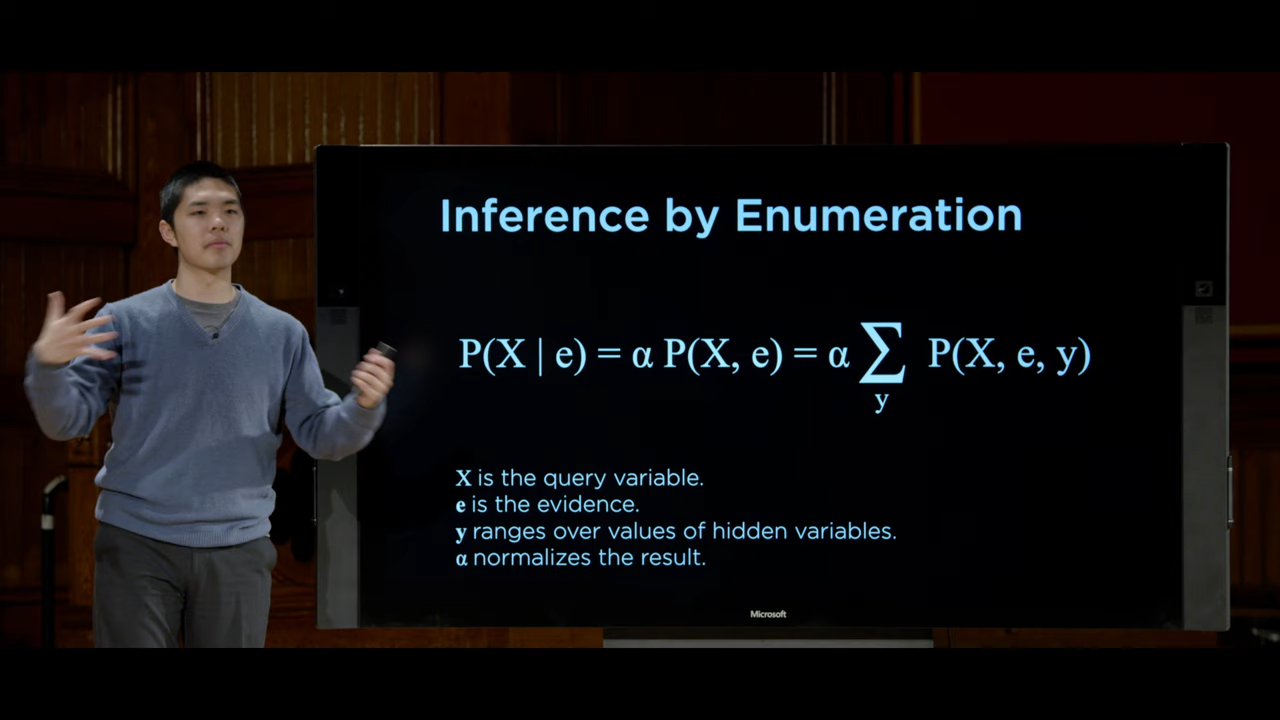 Inference by Enumeration
P(X | e) = α P(X, e) = α ∑ P(X, e, y)
y
X is the query variable.
e is the evidence.
y ranges over values of hidden variables.
α normalizes the result.
Microsoft